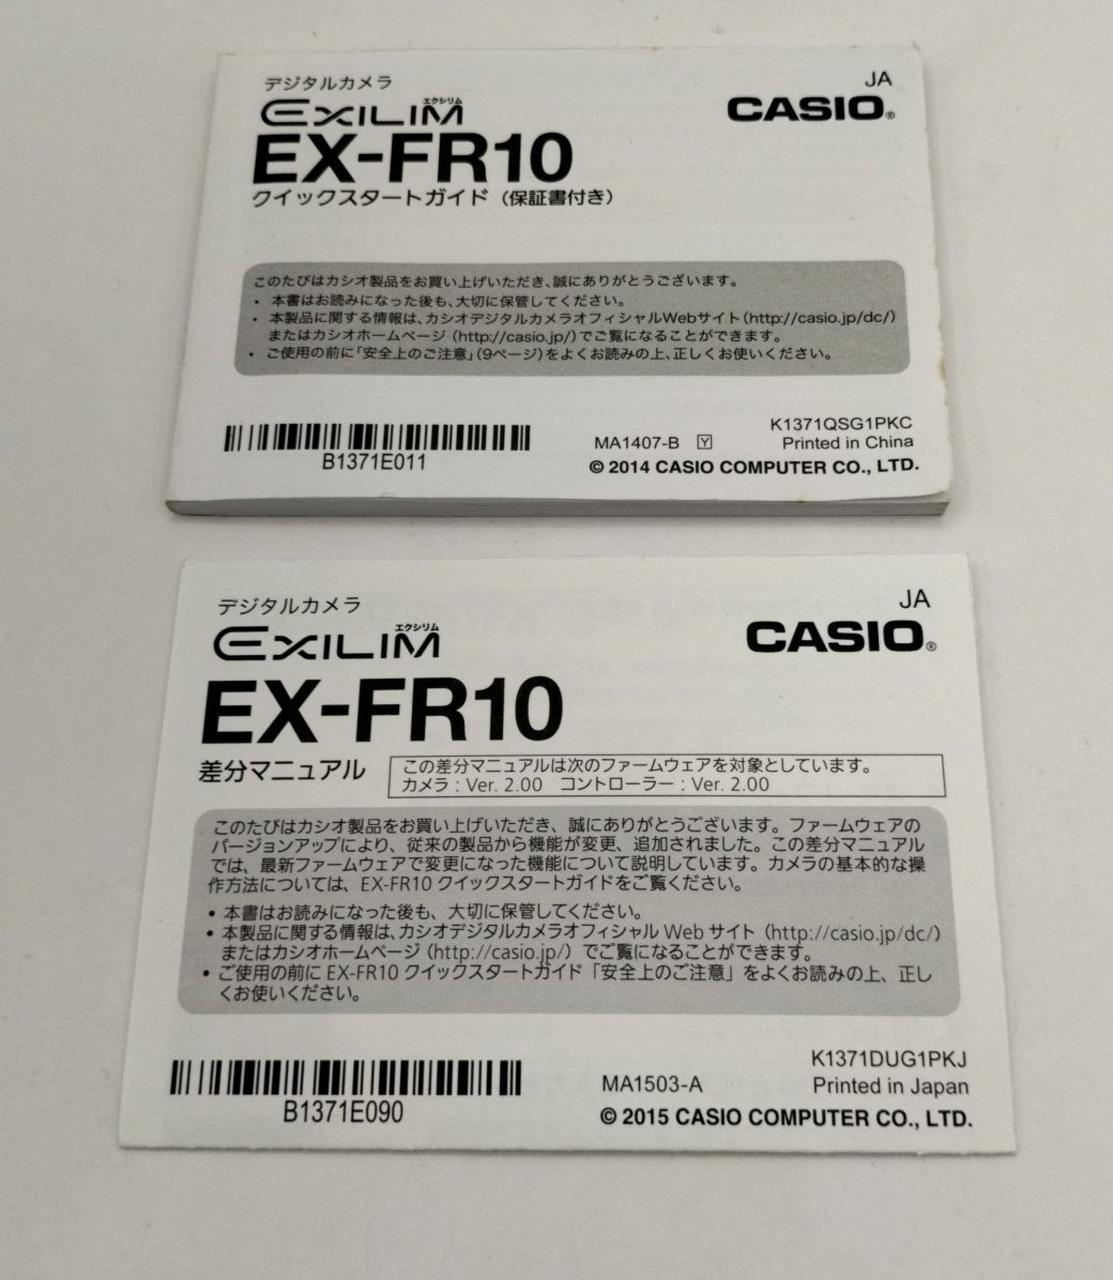 デジタルカメラ
JA
エクシリム
EXILIM
CASIO®
EX-FR10
クイックスタートガイド（保証書付き）
このたびはカシオ製品をお買い上げいただき、誠にありがとうございます。
• 本書はお読みになった後も、大切に保管してください。
• 本製品に関する情報は、カシオデジタルカメラオフィシャルWebサイト（http://casio.jp/dc/）
またはカシオホームページ（http://casio.jp/）でご覧になることができます。
• ご使用の前に「安全上のご注意」（9ページ）をよくお読みの上、正しくお使いください。
B1371E011
K1371QSG1PKC
MA1407-B Y Printed in China
© 2014 CASIO COMPUTER CO., LTD.
デジタルカメラ
JA
エクシリム
EXILIM
CASIO®
EX-FR10
差分マニュアル
この差分マニュアルは次のファームウェアを対象としています。
カメラ：Ver. 2.00 コントローラー：Ver. 2.00
このたびはカシオ製品をお買い上げいただき、誠にありがとうございます。ファームウェアの
バージョンアップにより、従来の製品から機能が変更、追加されました。この差分マニュアル
では、最新ファームウェアで変更になった機能について説明しています。カメラの基本的な操
作方法については、EX-FR10 クイックスタートガイドをご覧ください。
• 本書はお読みになった後も、大切に保管してください。
• 本製品に関する情報は、カシオデジタルカメラオフィシャル Web サイト（http://casio.jp/dc/）
またはカシオホームページ（http://casio.jp/）でご覧になることができます。
• ご使用の前に EX-FR10 クイックスタートガイド「安全上のご注意」をよくお読みの上、正し
くお使いください。
B1371E090
K1371DUG1PKJ
MA1503-A Printed in Japan
© 2015 CASIO COMPUTER CO., LTD.